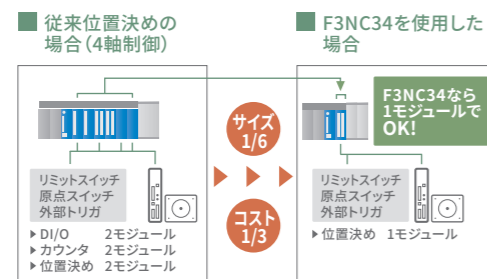 従来位置決めの
場合(4軸制御)
F3NC34を使用した
場合
F3NC34なら
1モジュールで
OK!
サイズ
1/6
コスト
1/3
リミットスイッチ
原点スイッチ
外部トリガ
DI/O 2モジュール
カウンタ 2モジュール
位置決め 2モジュール
リミットスイッチ
原点スイッチ
外部トリガ
位置決め 1モジュール